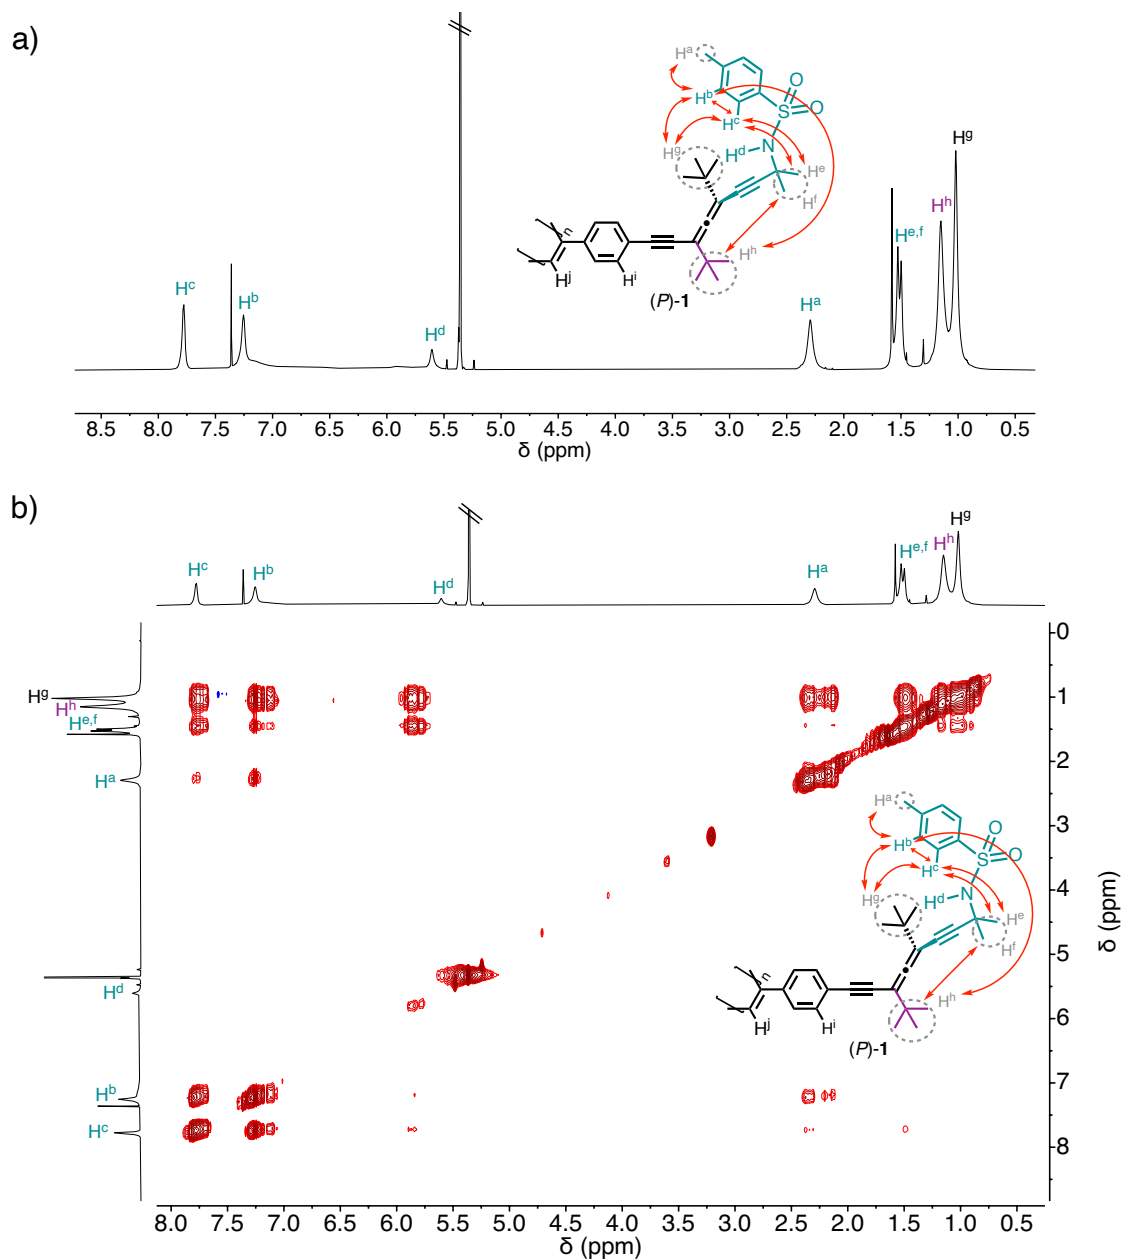 a)
Hᵃ
O
Hᵇ
S
O
Hᶜ
Hᵍ
Hᵍ
Hᵈ
N
Hᵉ
Hᶠ
Hʰ
Hᵉ,ᶠ
n
Hʰ
Hʲ
Hⁱ
(P)-1
Hᶜ
Hᵇ
Hᵈ
Hᵃ
8.5 8.0 7.5 7.0 6.5 6.0 5.5 5.0 4.5 4.0 3.5 3.0 2.5 2.0 1.5 1.0 0.5
δ (ppm)
b)
Hᵍ
Hʰ
Hᵉ,ᶠ
Hᶜ
Hᵇ
Hᵈ
Hᵃ
0
Hᵍ
1
Hʰ
Hᵉ,ᶠ
2
Hᵃ
Hᵃ
O
3
Hᵇ
S
O
Hᶜ
4
Hᵍ
Hᵈ
N
Hᵉ
Hᶠ
δ (ppm)
5
n
Hʰ
Hᵈ
6
Hʲ
Hⁱ
(P)-1
Hᵇ
7
Hᶜ
8
8.0 7.5 7.0 6.5 6.0 5.5 5.0 4.5 4.0 3.5 3.0 2.5 2.0 1.5 1.0 0.5
δ (ppm)